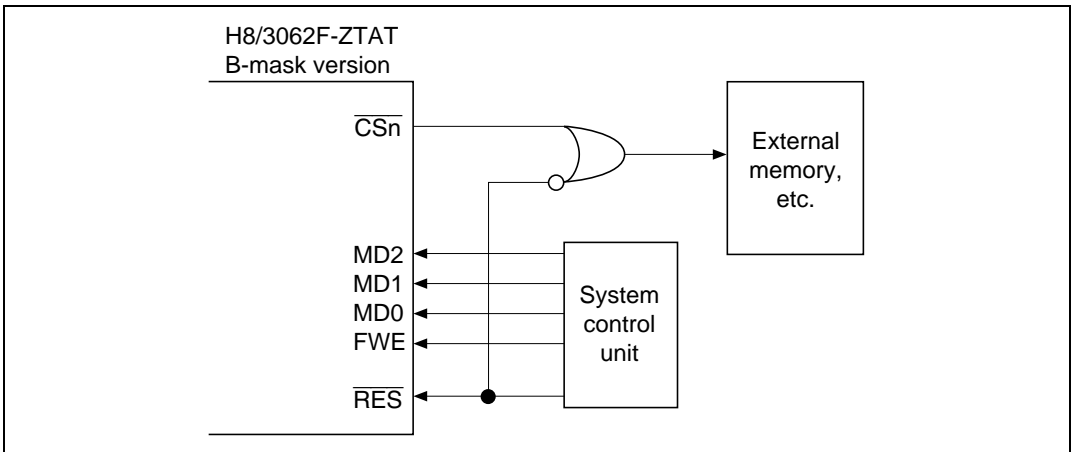 H8/3062F-ZTAT
B-mask version
CSn
External
memory,
etc.
MD2
MD1
MD0
FWE
RES
System
control
unit